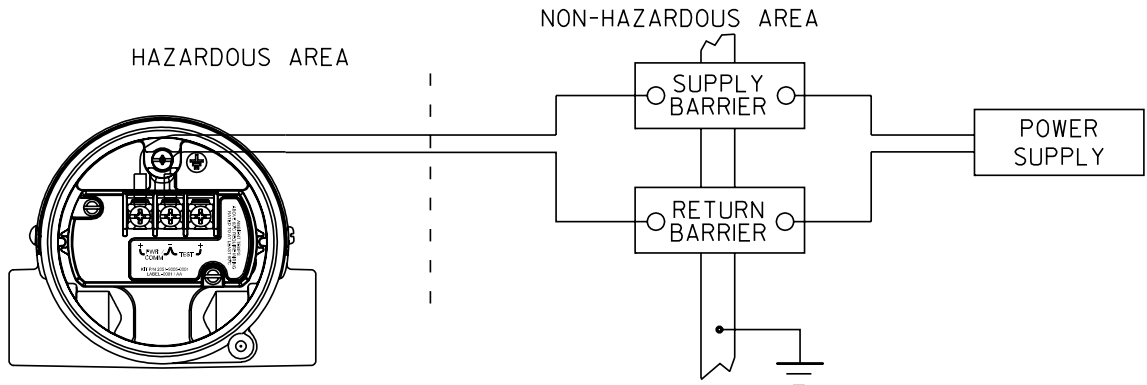 NON-HAZARDOUS AREA
HAZARDOUS AREA
SUPPLY
BARRIER
POWER
SUPPLY
RETURN
BARRIER
+ − +
PWR
COMM
TEST